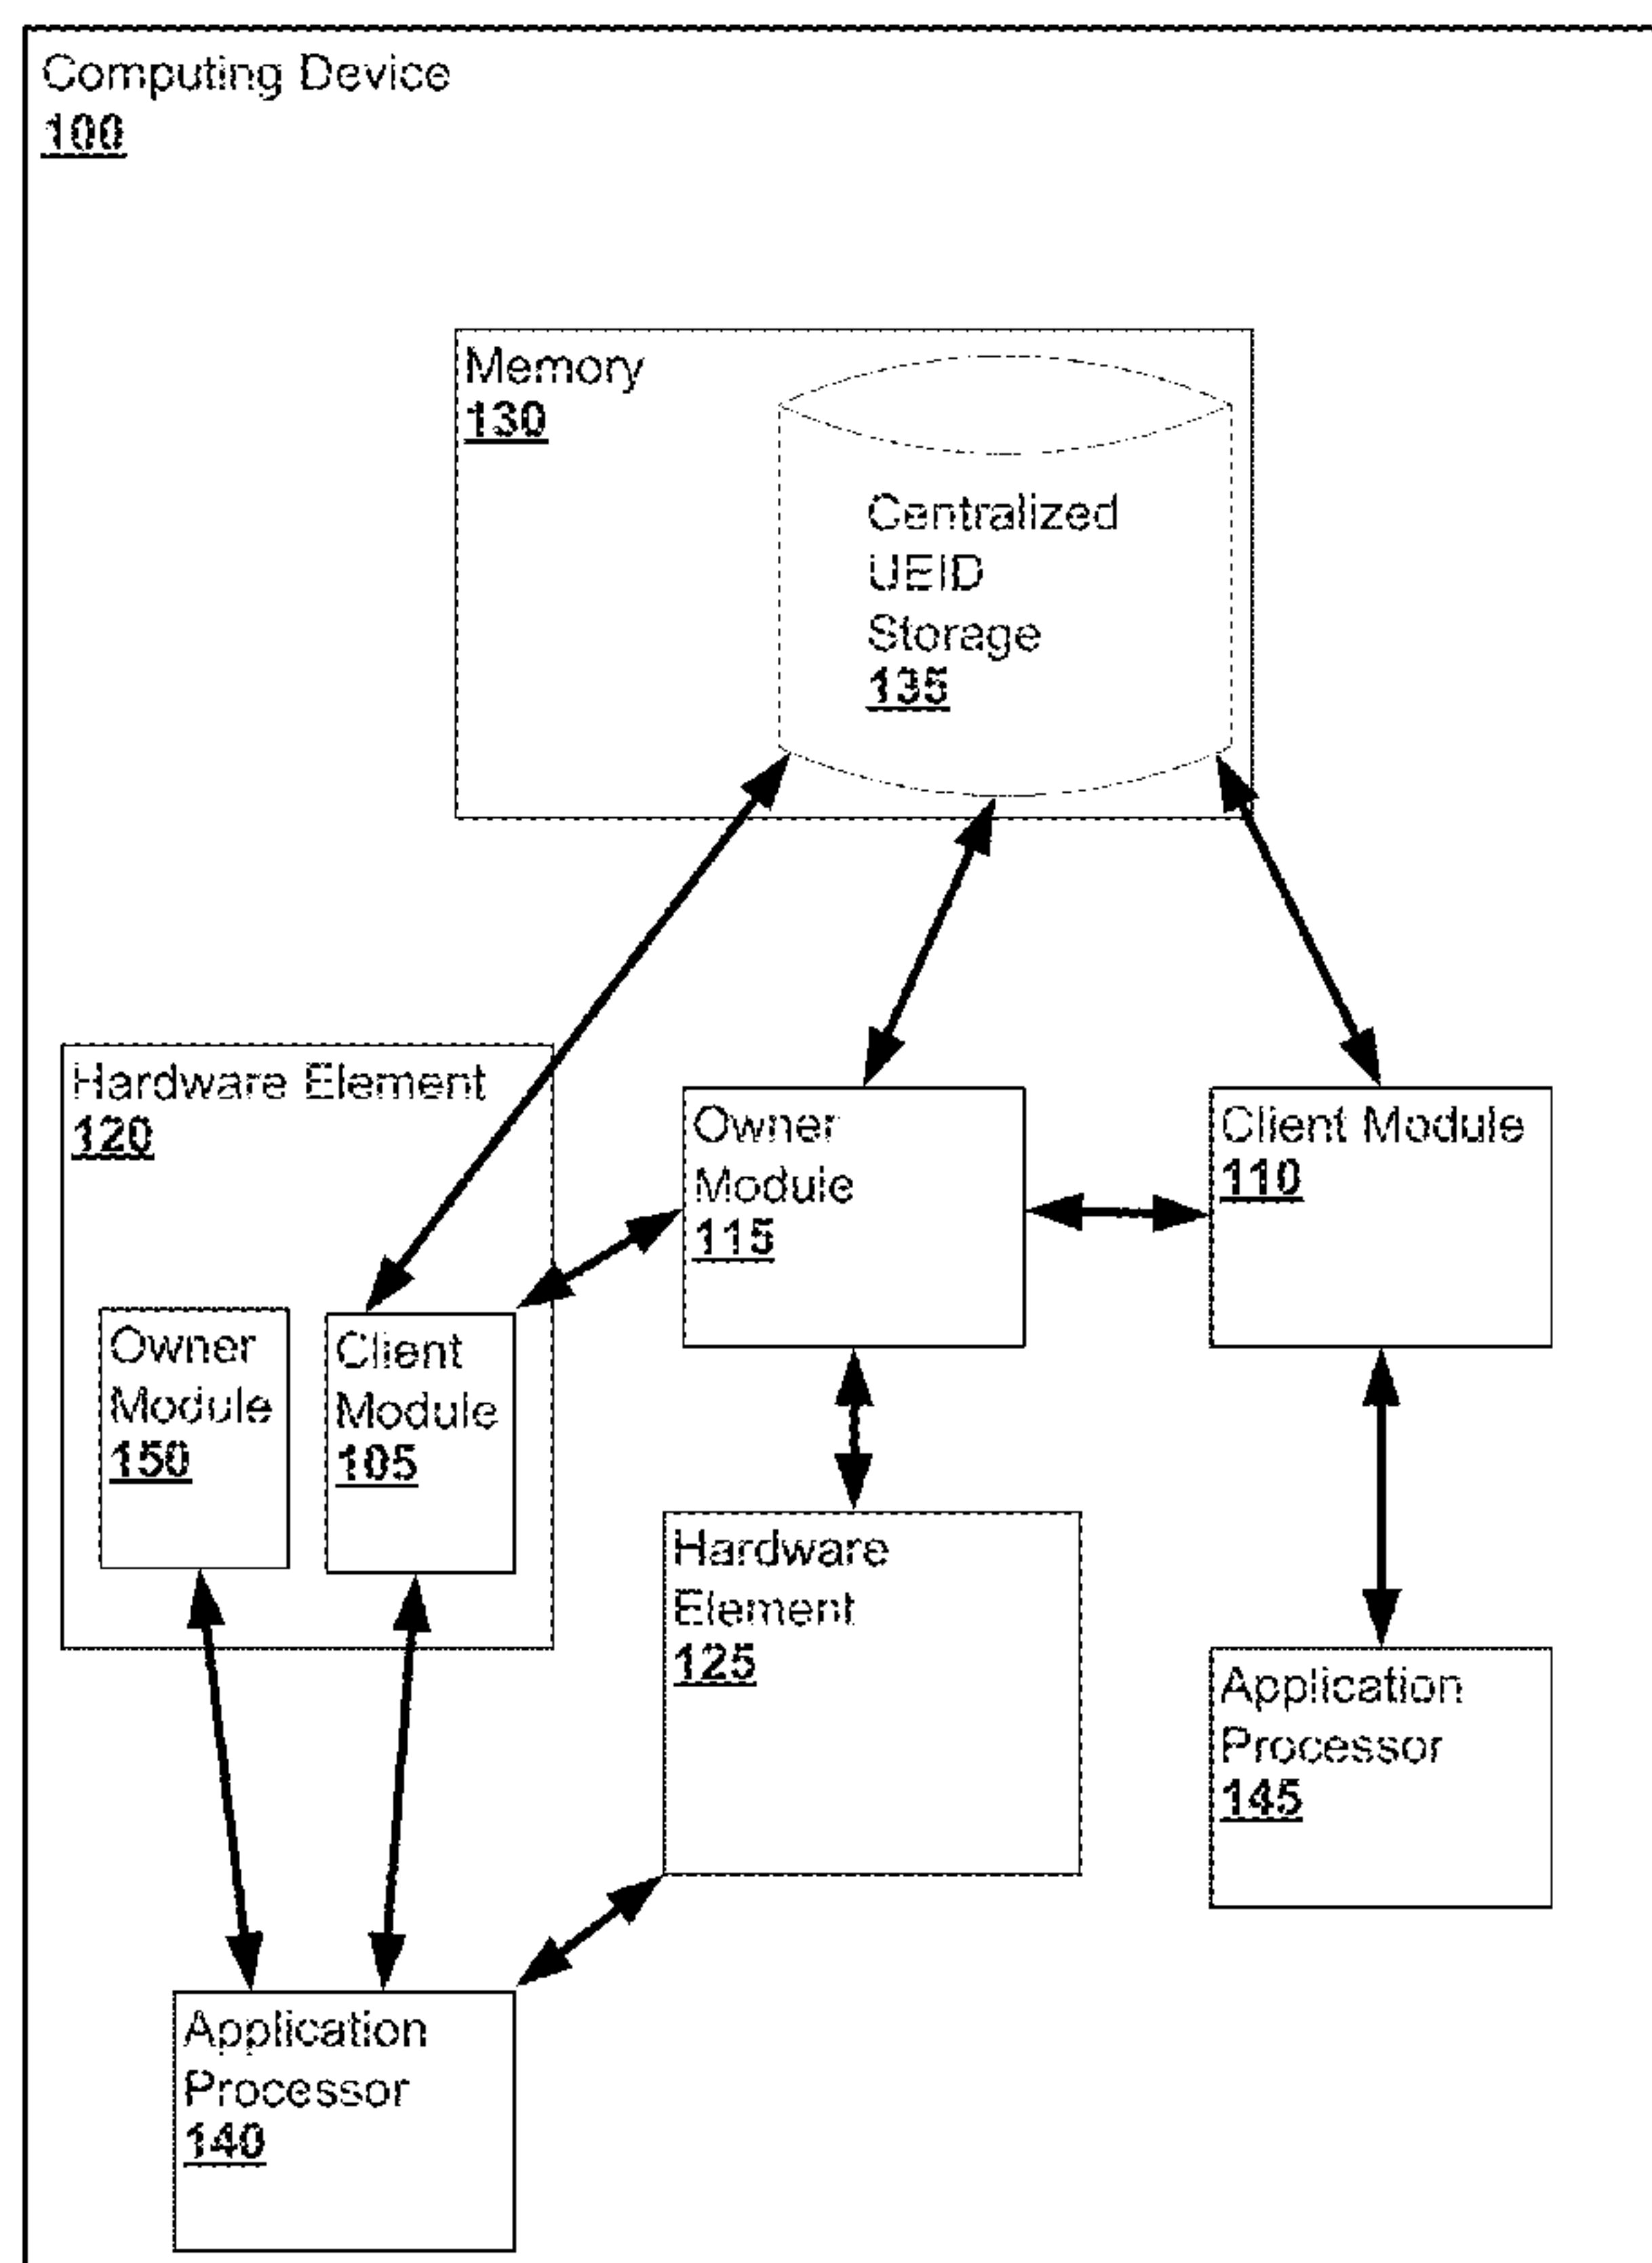 Computing Device
100
Memory
130
Centralized
UEID
Storage
135
Hardware Element
120
Owner
Module
115
Client Module
110
Owner
Module
150
Client
Module
105
Hardware
Element
125
Application
Processor
145
Application
Processor
140